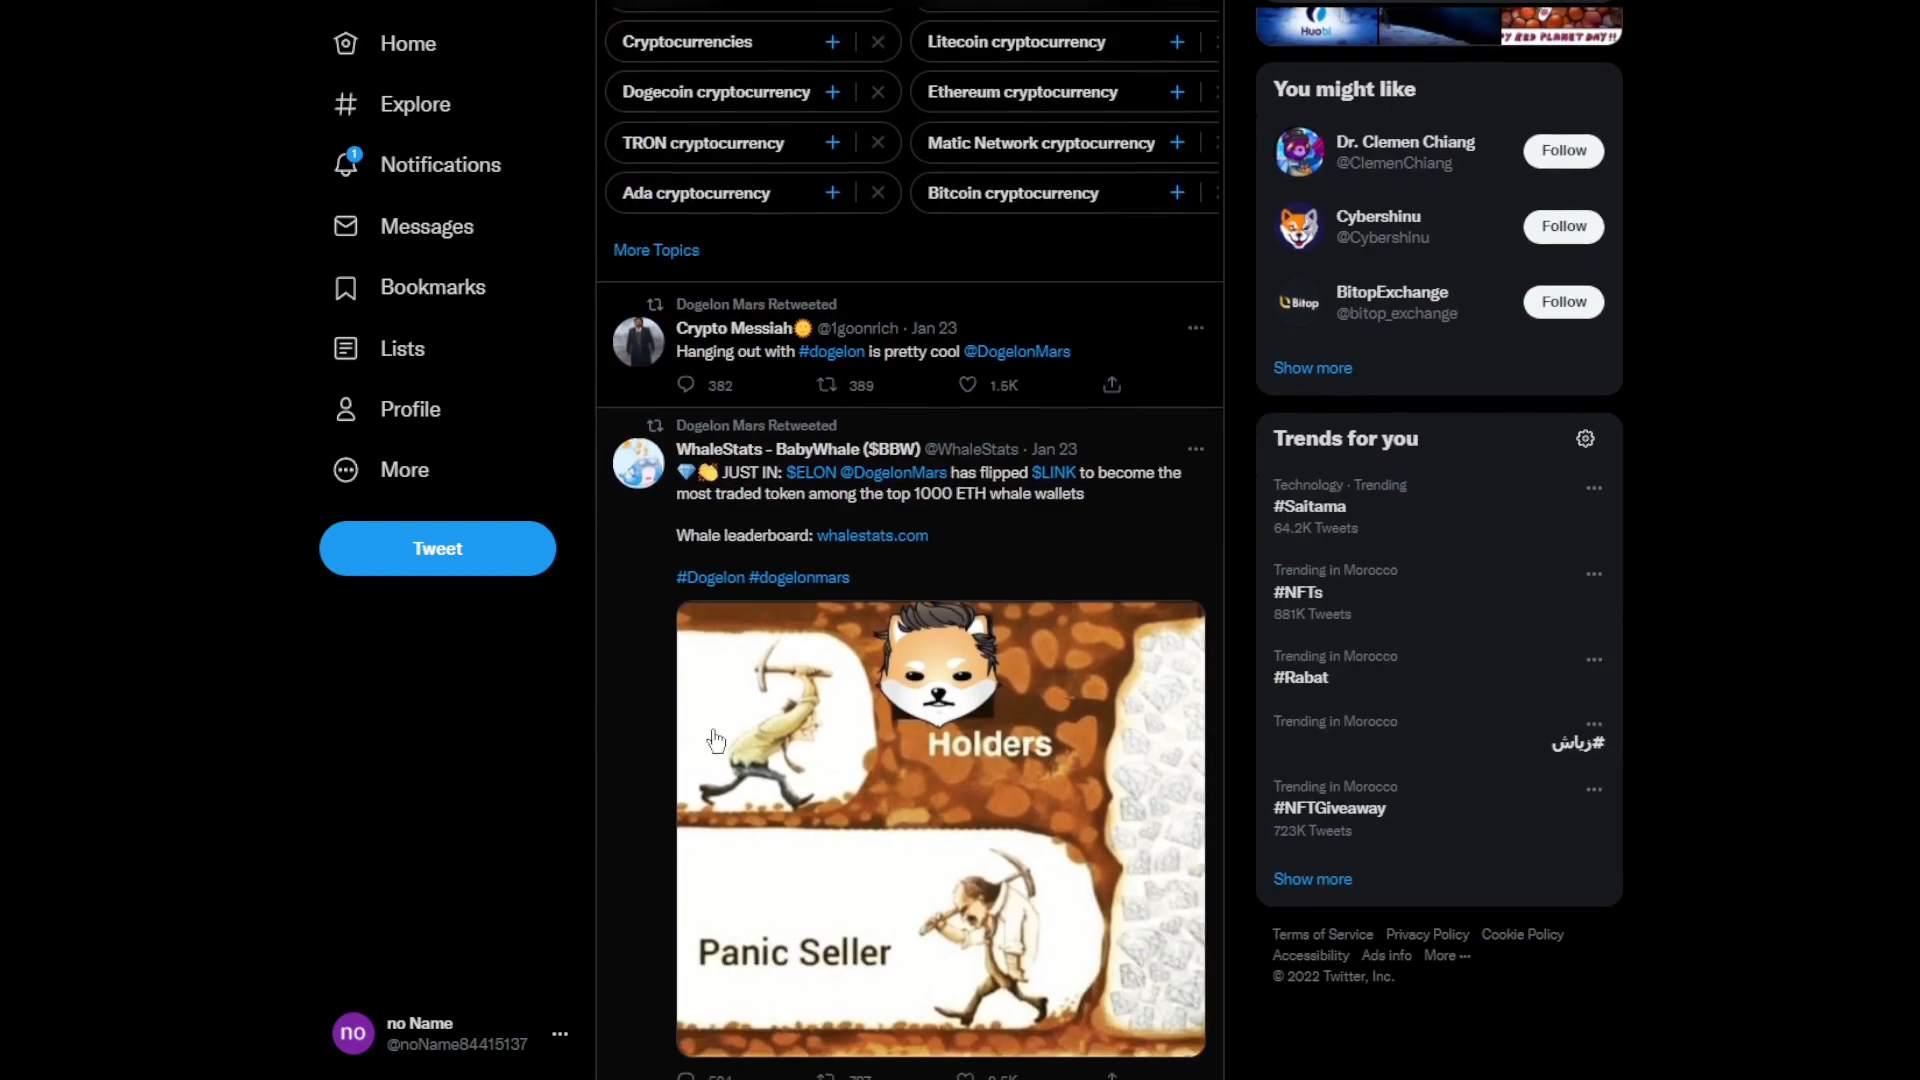 Home
Explore
1
Notifications
Messages
Bookmarks
Lists
Profile
More
Tweet
no
no Name
@noName84415137
Cryptocurrencies
Litecoin cryptocurrency
Dogecoin cryptocurrency
Ethereum cryptocurrency
TRON cryptocurrency
Matic Network cryptocurrency
Ada cryptocurrency
Bitcoin cryptocurrency
More Topics
Dogelon Mars Retweeted
Crypto Messiah🌞 @1goonrich · Jan 23
Hanging out with #dogelon is pretty cool @DogelonMars
382 389 1.5K
Dogelon Mars Retweeted
WhaleStats - BabyWhale ($BBW) @WhaleStats · Jan 23
💎👏 JUST IN: $ELON @DogelonMars has flipped $LINK to become the
most traded token among the top 1000 ETH whale wallets
Whale leaderboard: whalestats.com
#Dogelon #dogelonmars
Holders
Panic Seller
Huobi
You might like
Dr. Clemen Chiang
@ClemenChiang
Follow
Cybershinu
@Cybershinu
Follow
Bitop
BitopExchange
@bitop_exchange
Follow
Show more
Trends for you
Technology · Trending
#Saitama
64.2K Tweets
Trending in Morocco
#NFTs
881K Tweets
Trending in Morocco
#Rabat
Trending in Morocco
#زياش
Trending in Morocco
#NFTGiveaway
723K Tweets
Show more
Terms of Service Privacy Policy Cookie Policy
Accessibility Ads info More ···
© 2022 Twitter, Inc.